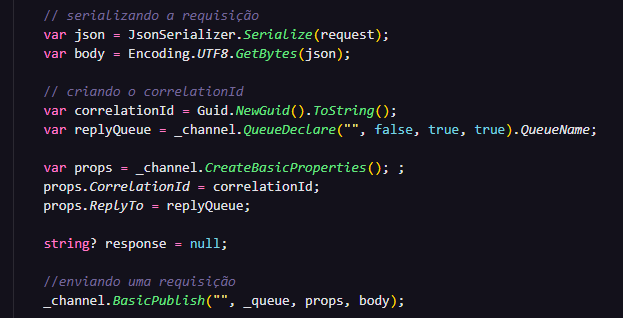 // serializando a requisição
var json = JsonSerializer.Serialize(request);
var body = Encoding.UTF8.GetBytes(json);
// criando o correlationId
var correlationId = Guid.NewGuid().ToString();
var replyQueue = _channel.QueueDeclare("", false, true, true).QueueName;
var props = _channel.CreateBasicProperties(); ;
props.CorrelationId = correlationId;
props.ReplyTo = replyQueue;
string? response = null;
//enviando uma requisição
_channel.BasicPublish("", _queue, props, body);